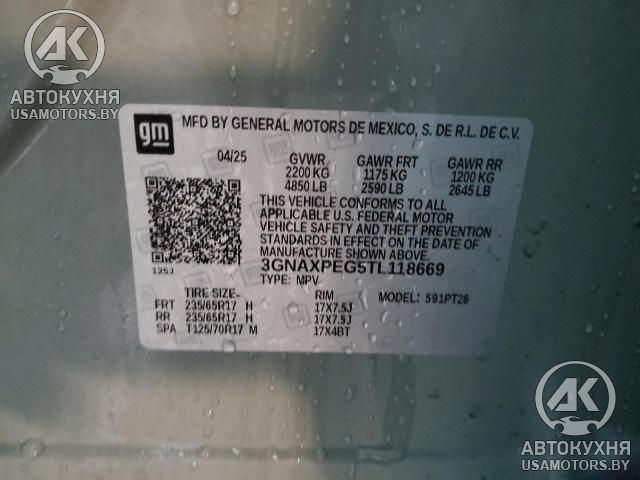 AK
АВТОКУХНЯ
USAMOTORS.BY
gm
MFD BY GENERAL MOTORS DE MEXICO, S. DE R.L. DE C.V.
04/25 GVWR GAWR FRT GAWR RR
2200 KG 1175 KG 1200 KG
4850 LB 2590 LB 2645 LB
THIS VEHICLE CONFORMS TO ALL
APPLICABLE U.S. FEDERAL MOTOR
VEHICLE SAFETY AND THEFT PREVENTION
STANDARDS IN EFFECT ON THE DATE OF
MANUFACTURE SHOWN ABOVE.
3GNAXPEG5TL118669
125J
TYPE: MPV
TIRE SIZE RIM MODEL: 591PT26
FRT 235/65R17 H 17X7.5J
RR 235/65R17 H 17X7.5J
SPA T125/70R17 M 17X4BT
AK
АВТОКУХНЯ
USAMOTORS.BY